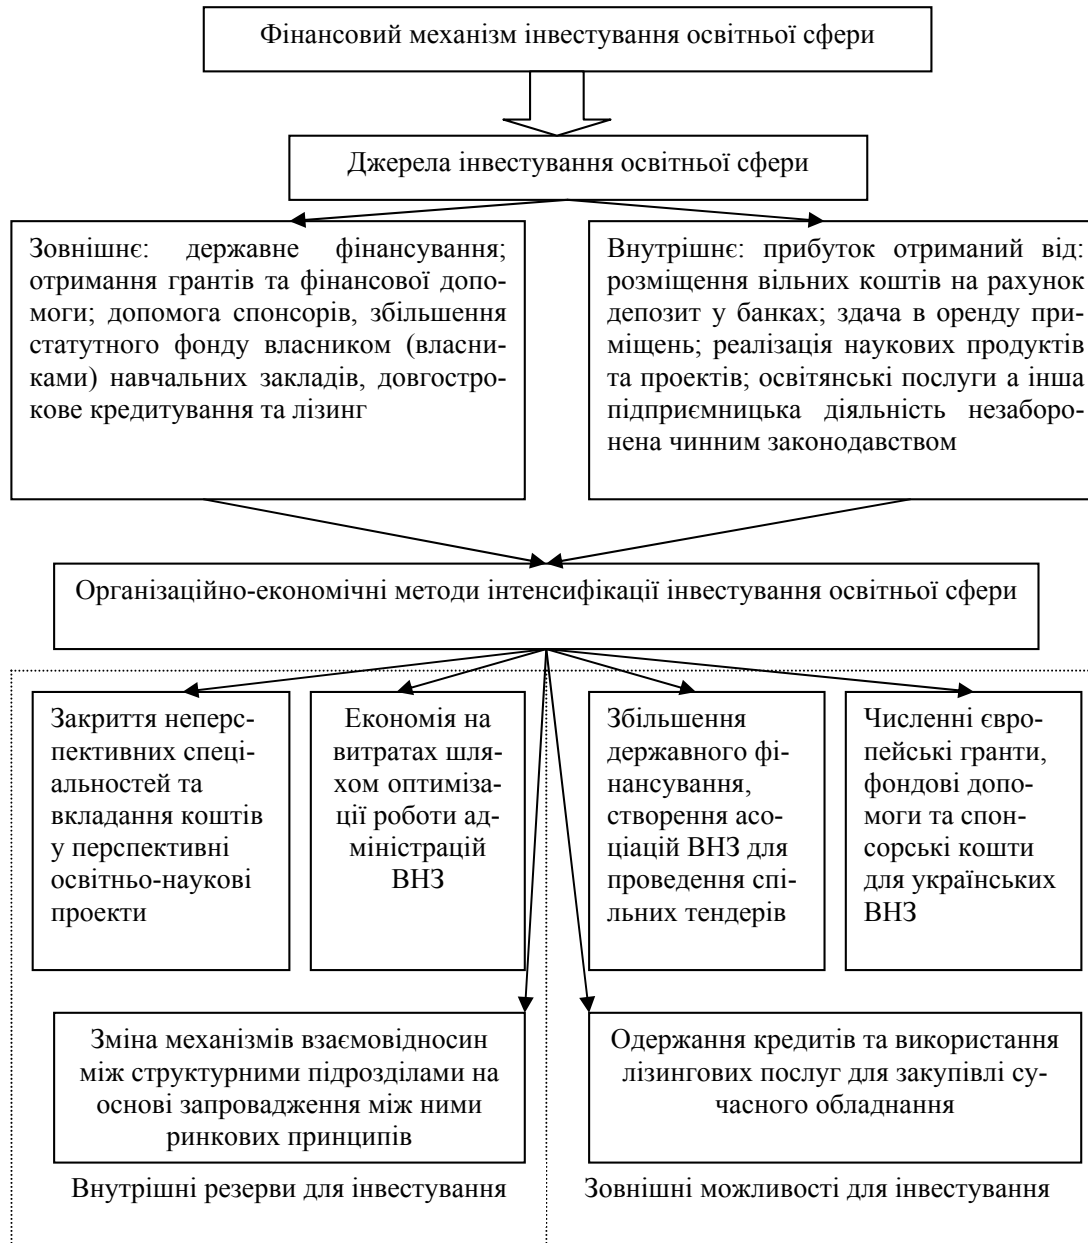 Фінансовий механізм інвестування освітньої сфери
Джерела інвестування освітньої сфери
Зовнішнє: державне фінансування;
отримання грантів та фінансової допо-
моги; допомога спонсорів, збільшення
статутного фонду власником (власни-
ками) навчальних закладів, довгостро-
кове кредитування та лізинг
Внутрішнє: прибуток отриманий від:
розміщення вільних коштів на рахунок
депозит у банках; здача в оренду при-
міщень; реалізація наукових продуктів
та проектів; освітянські послуги а інша
підприємницька діяльність незаборо-
нена чинним законодавством
Організаційно-економічні методи інтенсифікації інвестування освітньої сфери
Закриття неперс-
пективних спеці-
альностей та
вкладання коштів
у перспективні
освітньо-наукові
проекти
Економія на
витратах шля-
хом оптиміза-
ції роботи ад-
міністрацій
ВНЗ
Збільшення
державного фі-
нансування,
створення асо-
ціацій ВНЗ для
проведення спі-
льних тендерів
Численні євро-
пейські гранти,
фондові допо-
моги та спон-
сорські кошти
для українських
ВНЗ
Зміна механізмів взаємовідносин
між структурними підрозділами на
основі запровадження між ними
ринкових принципів
Одержання кредитів та використання
лізингових послуг для закупівлі су-
часного обладнання
Внутрішні резерви для інвестування
Зовнішні можливості для інвестування